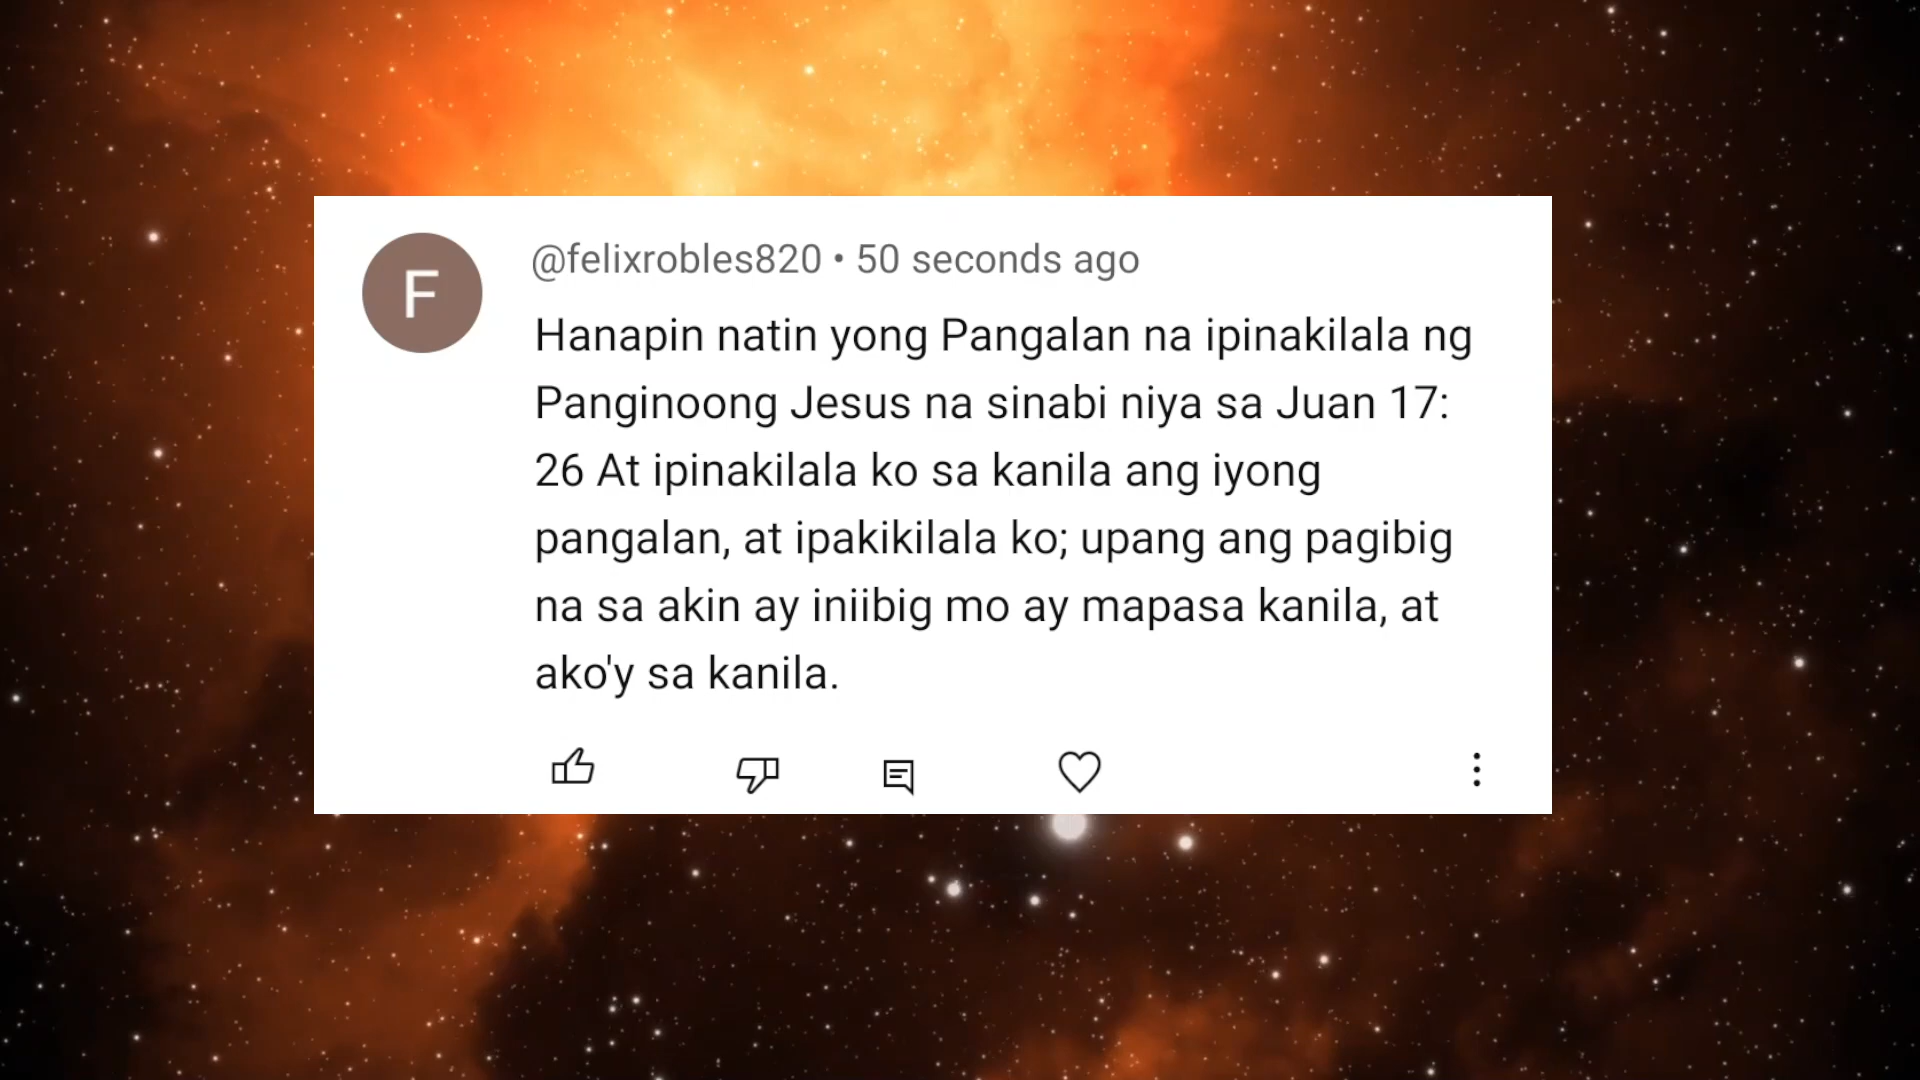 F
@felixrobles820 • 50 seconds ago
Hanapin natin yong Pangalan na ipinakilala ng
Panginoong Jesus na sinabi niya sa Juan 17:
26 At ipinakilala ko sa kanila ang iyong
pangalan, at ipakikilala ko; upang ang pagibig
na sa akin ay iniibig mo ay mapasa kanila, at
ako'y sa kanila.